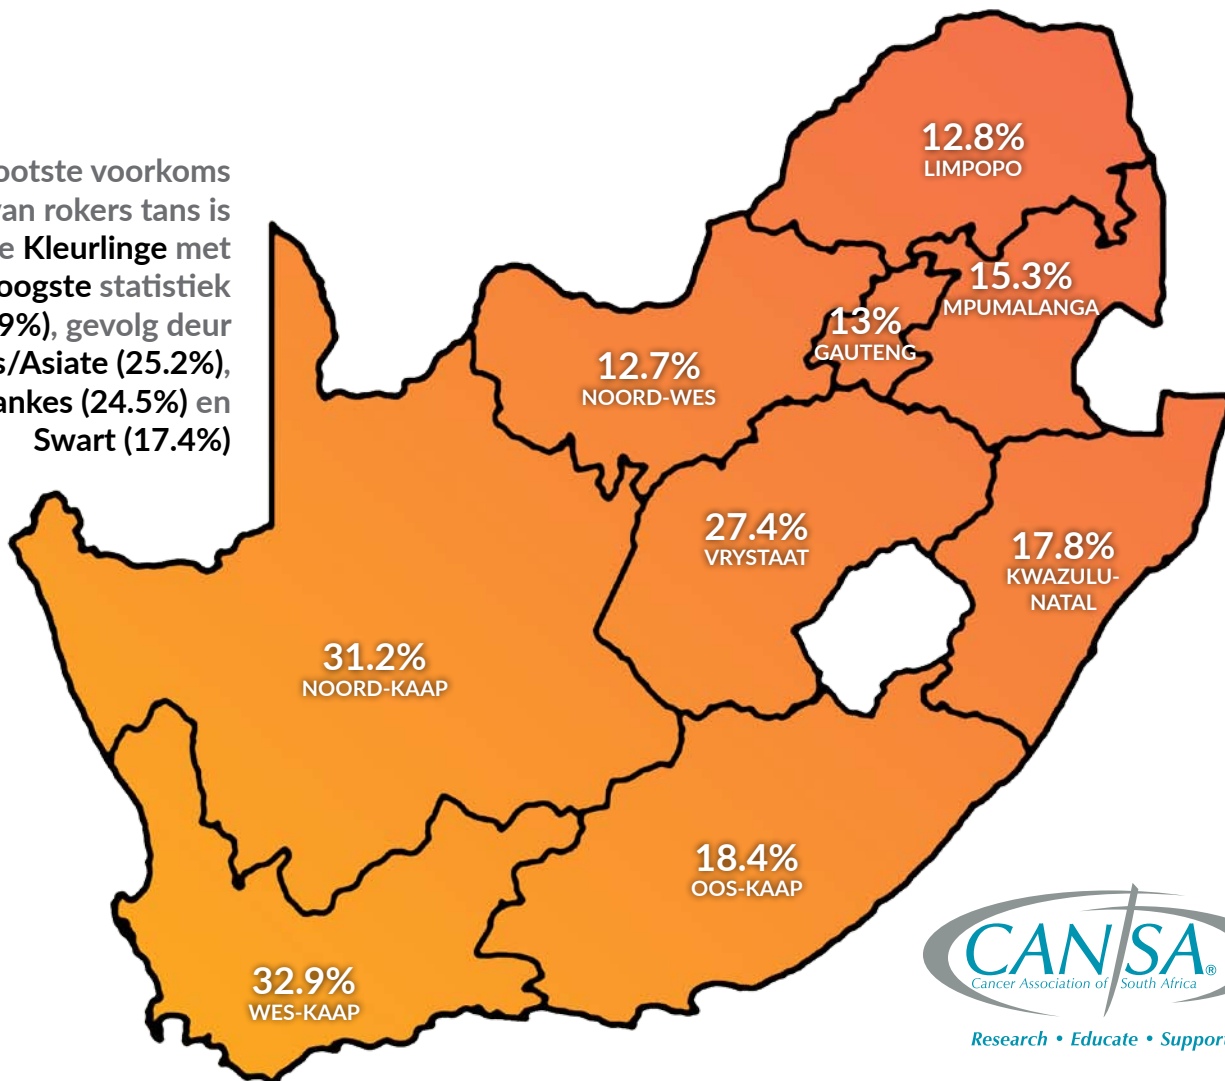 ootste voorkoms
van rokers tans is
e Kleurlinge met
oogste statistiek
9%), gevolg deur
s/Asiate (25.2%),
ankes (24.5%) en
Swart (17.4%)
12.8%
LIMPOPO
15.3%
MPUMALANGA
13%
GAUTENG
12.7%
NOORD-WES
27.4%
VRYSTAAT
17.8%
KWAZULU-
NATAL
31.2%
NOORD-KAAP
18.4%
OOS-KAAP
32.9%
WES-KAAP
CANSA®
Cancer Association of South Africa
Research • Educate • Support